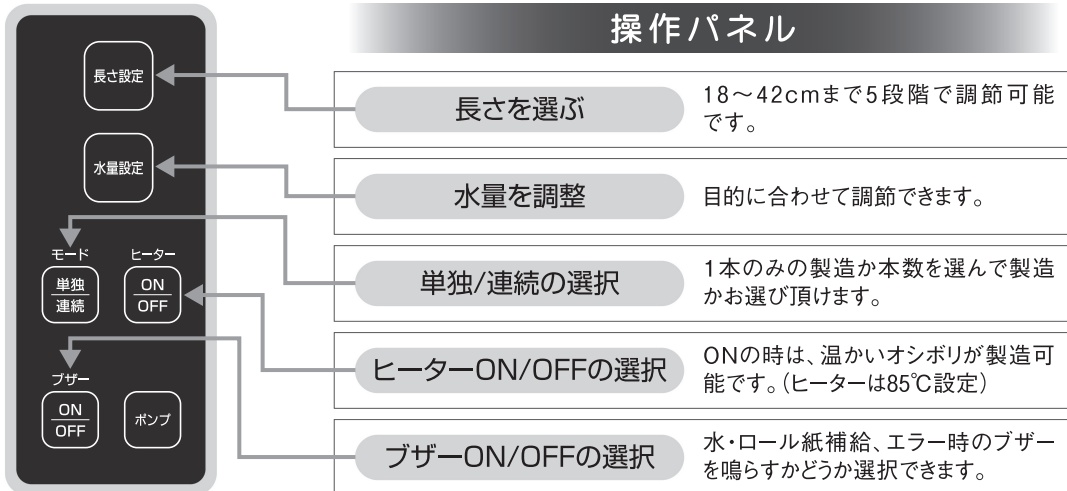 操作パネル
長さ設定
水量設定
モード
単独
連続
ヒーター
ON
OFF
ブザー
ON
OFF
ポンプ
長さを選ぶ
18～42cmまで5段階で調節可能
です。
水量を調整
目的に合わせて調節できます。
単独/連続の選択
1本のみの製造か本数を選んで製造
かお選び頂けます。
ヒーターON/OFFの選択
ONの時は、温かいオシボリが製造可
能です。(ヒーターは85℃設定)
ブザーON/OFFの選択
水・ロール紙補給、エラー時のブザー
を鳴らすかどうか選択できます。